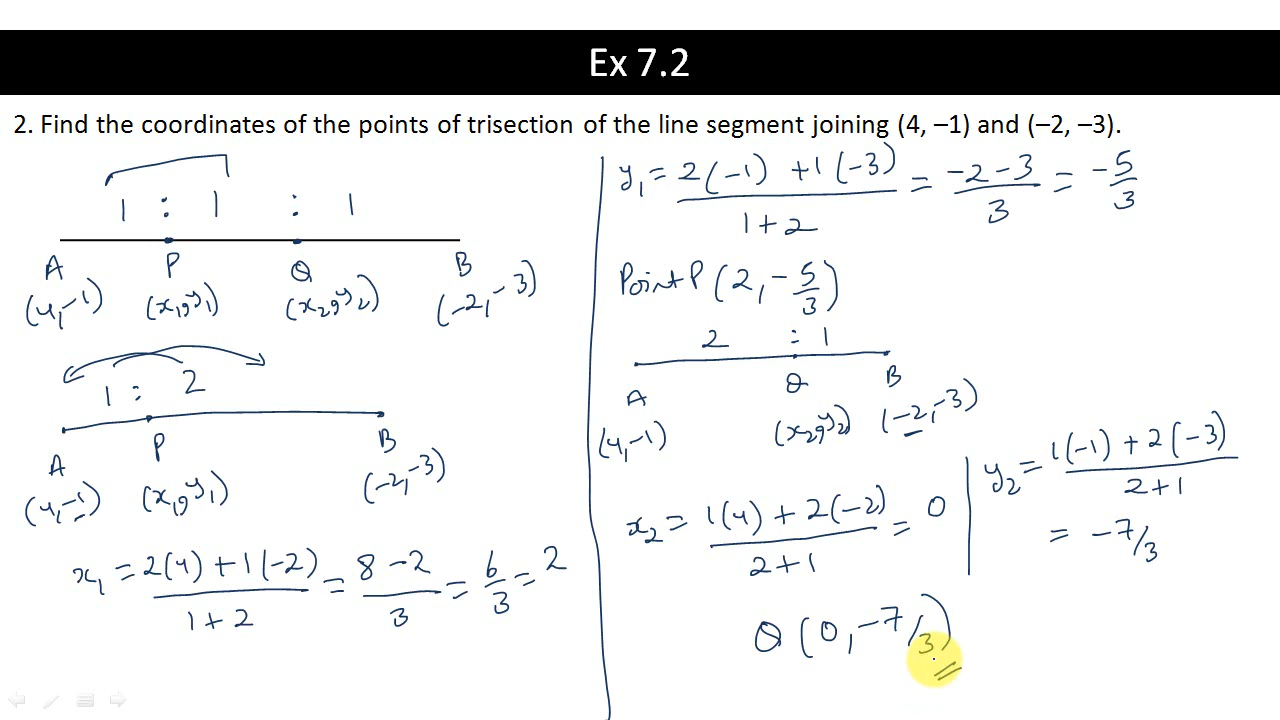 Ex 7.2
2. Find the coordinates of the points of trisection of the line segment joining (4, –1) and (–2, –3).
1 : 1 : 1
A P Q B
(4,-1) (x₁,y₁) (x₂,y₂) (-2,-3)
1 : 2
A P B
(4,-1) (x₁,y₁) (-2,-3)
x₁ = 2(4) + 1(-2) / 1+2 = 8-2 / 3 = 6/3 = 2
y₁ = 2(-1) + 1(-3) / 1+2 = -2-3 / 3 = -5/3
Point P (2, -5/3)
2 : 1
A Q B
(4,-1) (x₂,y₂) (-2,-3)
x₂ = 1(4) + 2(-2) / 2+1 = 0
y₂ = 1(-1) + 2(-3) / 2+1
= -7/3
Q (0, -7/3)